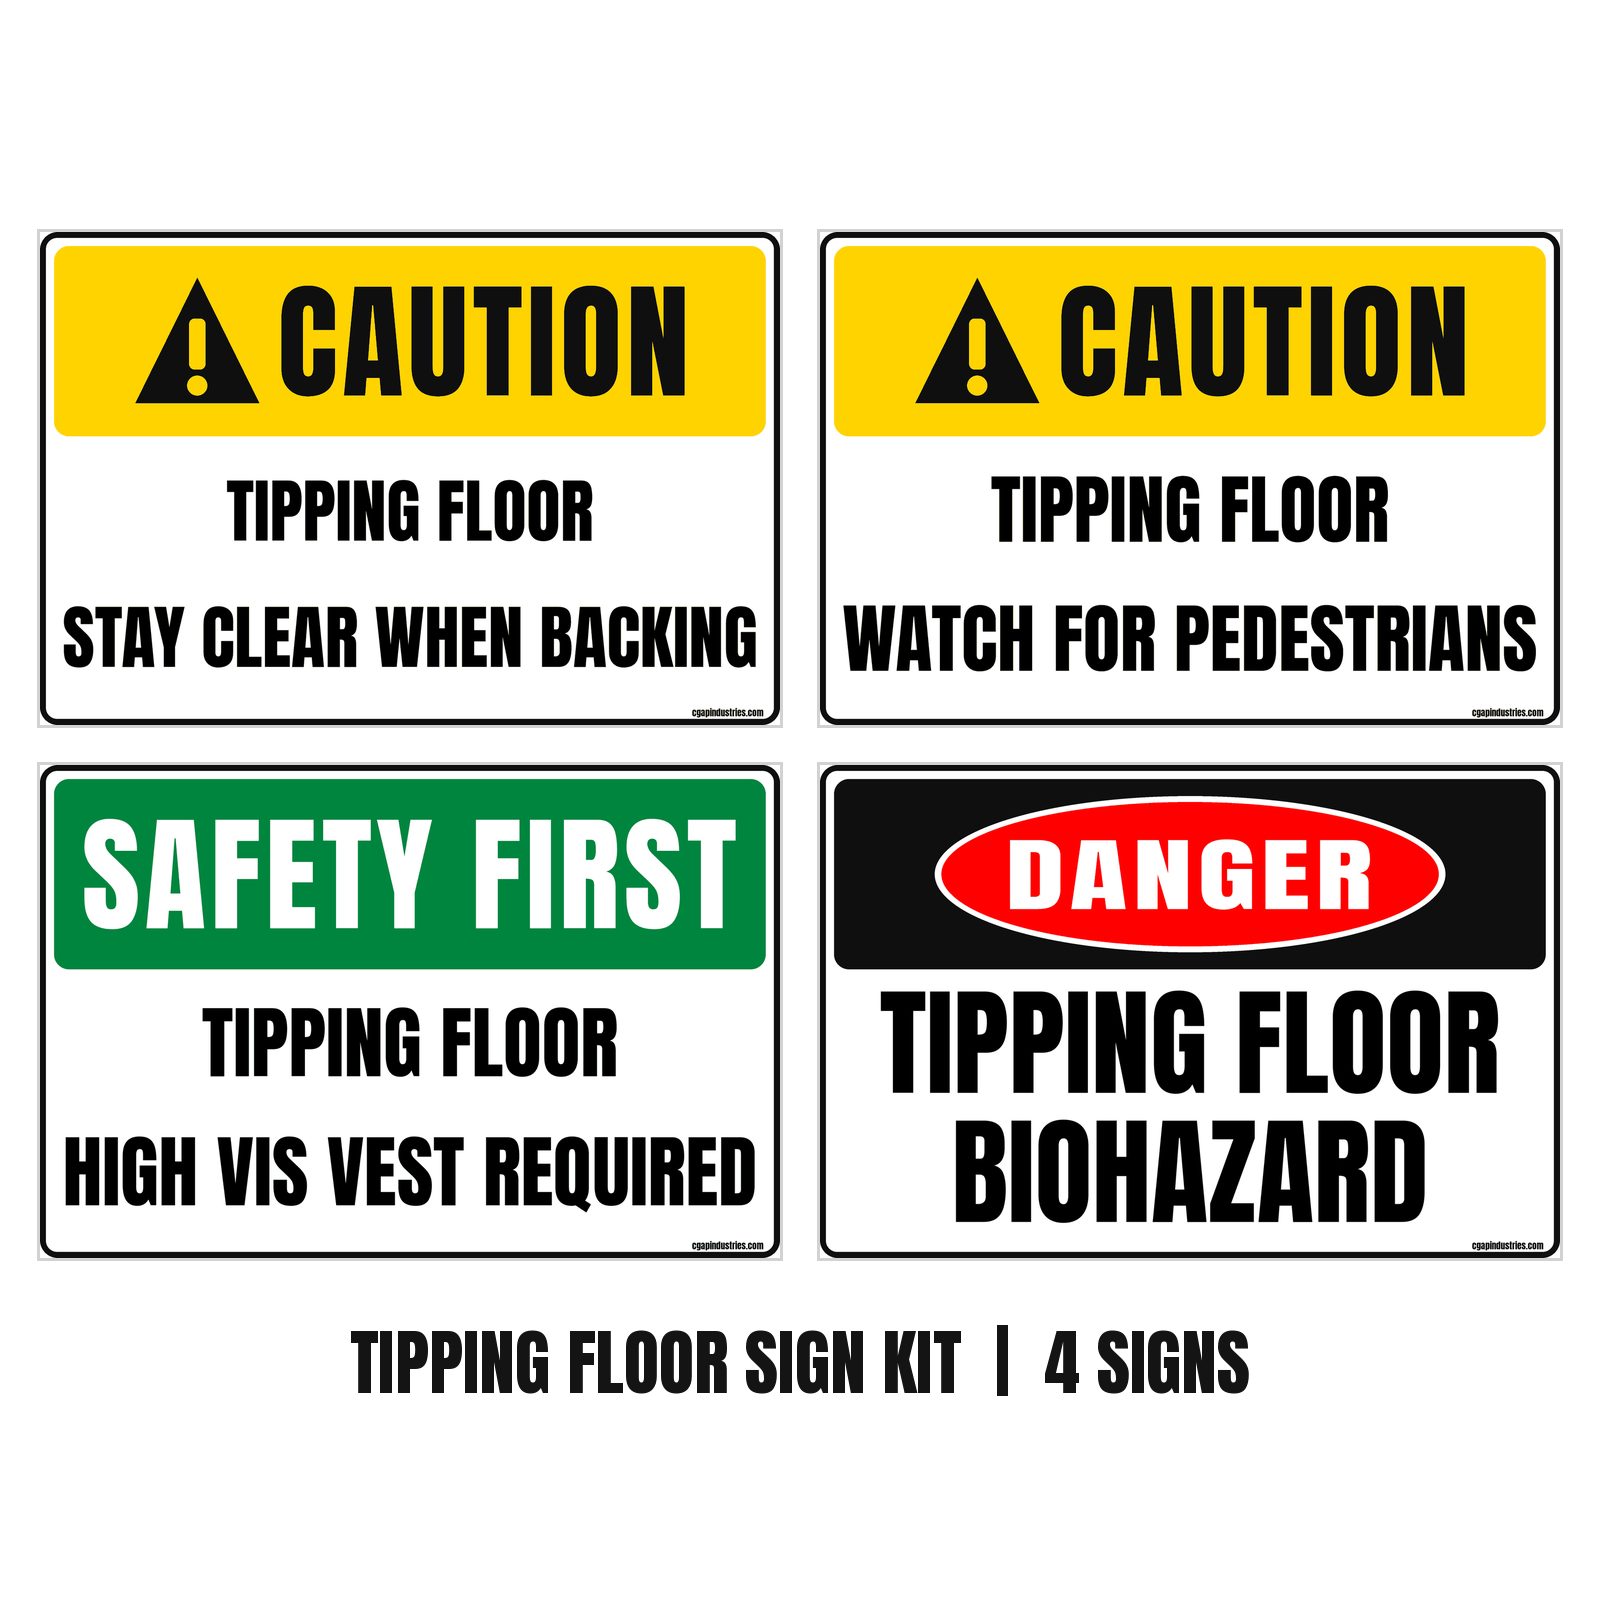 CAUTION
TIPPING FLOOR
STAY CLEAR WHEN BACKING
cgapindustries.com
CAUTION
TIPPING FLOOR
WATCH FOR PEDESTRIANS
cgapindustries.com
SAFETY FIRST
TIPPING FLOOR
HIGH VIS VEST REQUIRED
cgapindustries.com
DANGER
TIPPING FLOOR
BIOHAZARD
cgapindustries.com
TIPPING FLOOR SIGN KIT | 4 SIGNS